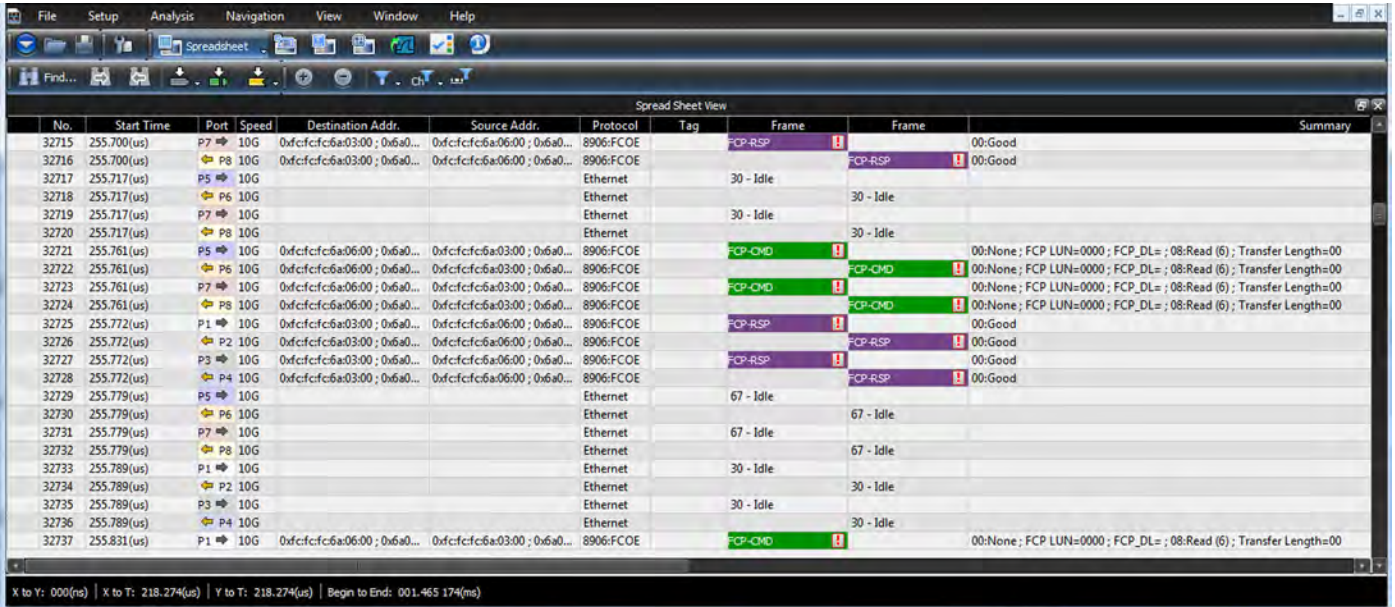 File Setup Analysis Navigation View Window Help
Spreadsheet
Find...
Spread Sheet View
No. Start Time Port Speed Destination Addr. Source Addr. Protocol Tag Frame Frame Summary
32715 255.700(us) P7 10G 0xfc:fc:fc:6a:03:00 ; 0x6a0... 0xfc:fc:fc:6a:06:00 ; 0x6a0... 8906:FCOE FCP-RSP 00:Good
32716 255.700(us) P8 10G 0xfc:fc:fc:6a:03:00 ; 0x6a0... 0xfc:fc:fc:6a:06:00 ; 0x6a0... 8906:FCOE FCP-RSP 00:Good
32717 255.717(us) P5 10G Ethernet 30 - Idle
32718 255.717(us) P6 10G Ethernet 30 - Idle
32719 255.717(us) P7 10G Ethernet 30 - Idle
32720 255.717(us) P8 10G Ethernet 30 - Idle
32721 255.761(us) P5 10G 0xfc:fc:fc:6a:06:00 ; 0x6a0... 0xfc:fc:fc:6a:03:00 ; 0x6a0... 8906:FCOE FCP-CMD 00:None ; FCP LUN=0000 ; FCP_DL= ; 08:Read (6) ; Transfer Length=00
32722 255.761(us) P6 10G 0xfc:fc:fc:6a:06:00 ; 0x6a0... 0xfc:fc:fc:6a:03:00 ; 0x6a0... 8906:FCOE FCP-CMD 00:None ; FCP LUN=0000 ; FCP_DL= ; 08:Read (6) ; Transfer Length=00
32723 255.761(us) P7 10G 0xfc:fc:fc:6a:06:00 ; 0x6a0... 0xfc:fc:fc:6a:03:00 ; 0x6a0... 8906:FCOE FCP-CMD 00:None ; FCP LUN=0000 ; FCP_DL= ; 08:Read (6) ; Transfer Length=00
32724 255.761(us) P8 10G 0xfc:fc:fc:6a:06:00 ; 0x6a0... 0xfc:fc:fc:6a:03:00 ; 0x6a0... 8906:FCOE FCP-CMD 00:None ; FCP LUN=0000 ; FCP_DL= ; 08:Read (6) ; Transfer Length=00
32725 255.772(us) P1 10G 0xfc:fc:fc:6a:03:00 ; 0x6a0... 0xfc:fc:fc:6a:06:00 ; 0x6a0... 8906:FCOE FCP-RSP 00:Good
32726 255.772(us) P2 10G 0xfc:fc:fc:6a:03:00 ; 0x6a0... 0xfc:fc:fc:6a:06:00 ; 0x6a0... 8906:FCOE FCP-RSP 00:Good
32727 255.772(us) P3 10G 0xfc:fc:fc:6a:03:00 ; 0x6a0... 0xfc:fc:fc:6a:06:00 ; 0x6a0... 8906:FCOE FCP-RSP 00:Good
32728 255.772(us) P4 10G 0xfc:fc:fc:6a:03:00 ; 0x6a0... 0xfc:fc:fc:6a:06:00 ; 0x6a0... 8906:FCOE FCP-RSP 00:Good
32729 255.779(us) P5 10G Ethernet 67 - Idle
32730 255.779(us) P6 10G Ethernet 67 - Idle
32731 255.779(us) P7 10G Ethernet 67 - Idle
32732 255.779(us) P8 10G Ethernet 67 - Idle
32733 255.789(us) P1 10G Ethernet 30 - Idle
32734 255.789(us) P2 10G Ethernet 30 - Idle
32735 255.789(us) P3 10G Ethernet 30 - Idle
32736 255.789(us) P4 10G Ethernet 30 - Idle
32737 255.831(us) P1 10G 0xfc:fc:fc:6a:06:00 ; 0x6a0... 0xfc:fc:fc:6a:03:00 ; 0x6a0... 8906:FCOE FCP-CMD 00:None ; FCP LUN=0000 ; FCP_DL= ; 08:Read (6) ; Transfer Length=00
X to Y: 000(ns) | X to T: 218.274(us) | Y to T: 218.274(us) | Begin to End: 001.465 174(ms)